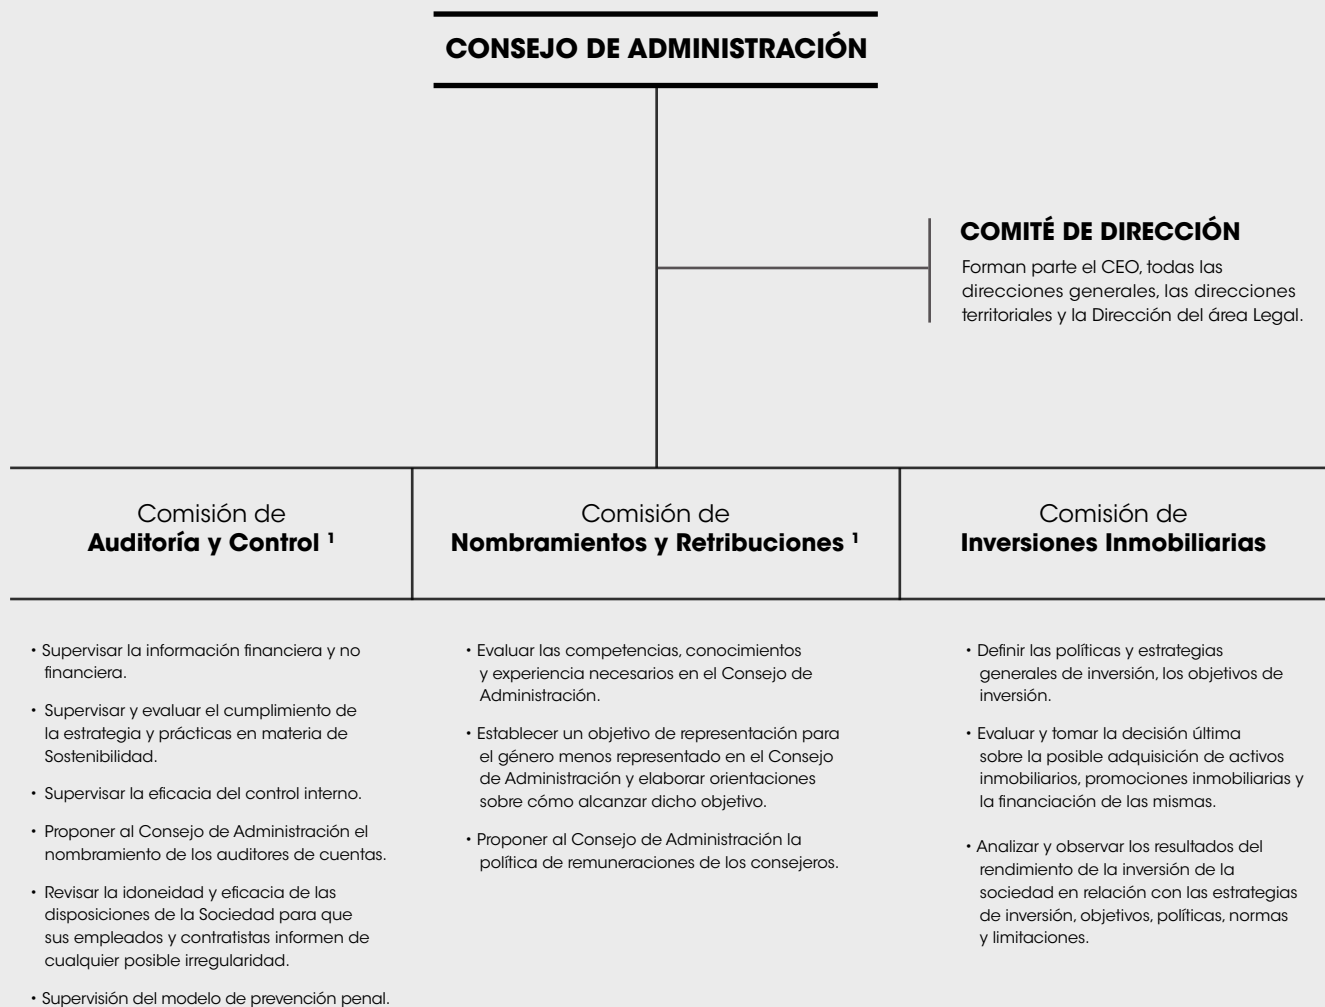 CONSEJO DE ADMINISTRACIÓN
COMITÉ DE DIRECCIÓN
Forman parte el CEO, todas las
direcciones generales, las direcciones
territoriales y la Dirección del área Legal.
Comisión de
Auditoría y Control ¹
Comisión de
Nombramientos y Retribuciones ¹
Comisión de
Inversiones Inmobiliarias
• Supervisar la información financiera y no
financiera.
• Supervisar y evaluar el cumplimiento de
la estrategia y prácticas en materia de
Sostenibilidad.
• Supervisar la eficacia del control interno.
• Proponer al Consejo de Administración el
nombramiento de los auditores de cuentas.
• Revisar la idoneidad y eficacia de las
disposiciones de la Sociedad para que
sus empleados y contratistas informen de
cualquier posible irregularidad.
• Supervisión del modelo de prevención penal.
• Evaluar las competencias, conocimientos
y experiencia necesarios en el Consejo de
Administración.
• Establecer un objetivo de representación para
el género menos representado en el Consejo
de Administración y elaborar orientaciones
sobre cómo alcanzar dicho objetivo.
• Proponer al Consejo de Administración la
política de remuneraciones de los consejeros.
• Definir las políticas y estrategias
generales de inversión, los objetivos de
inversión.
• Evaluar y tomar la decisión última
sobre la posible adquisición de activos
inmobiliarios, promociones inmobiliarias y
la financiación de las mismas.
• Analizar y observar los resultados del
rendimiento de la inversión de la
sociedad en relación con las estrategias
de inversión, objetivos, políticas, normas
y limitaciones.